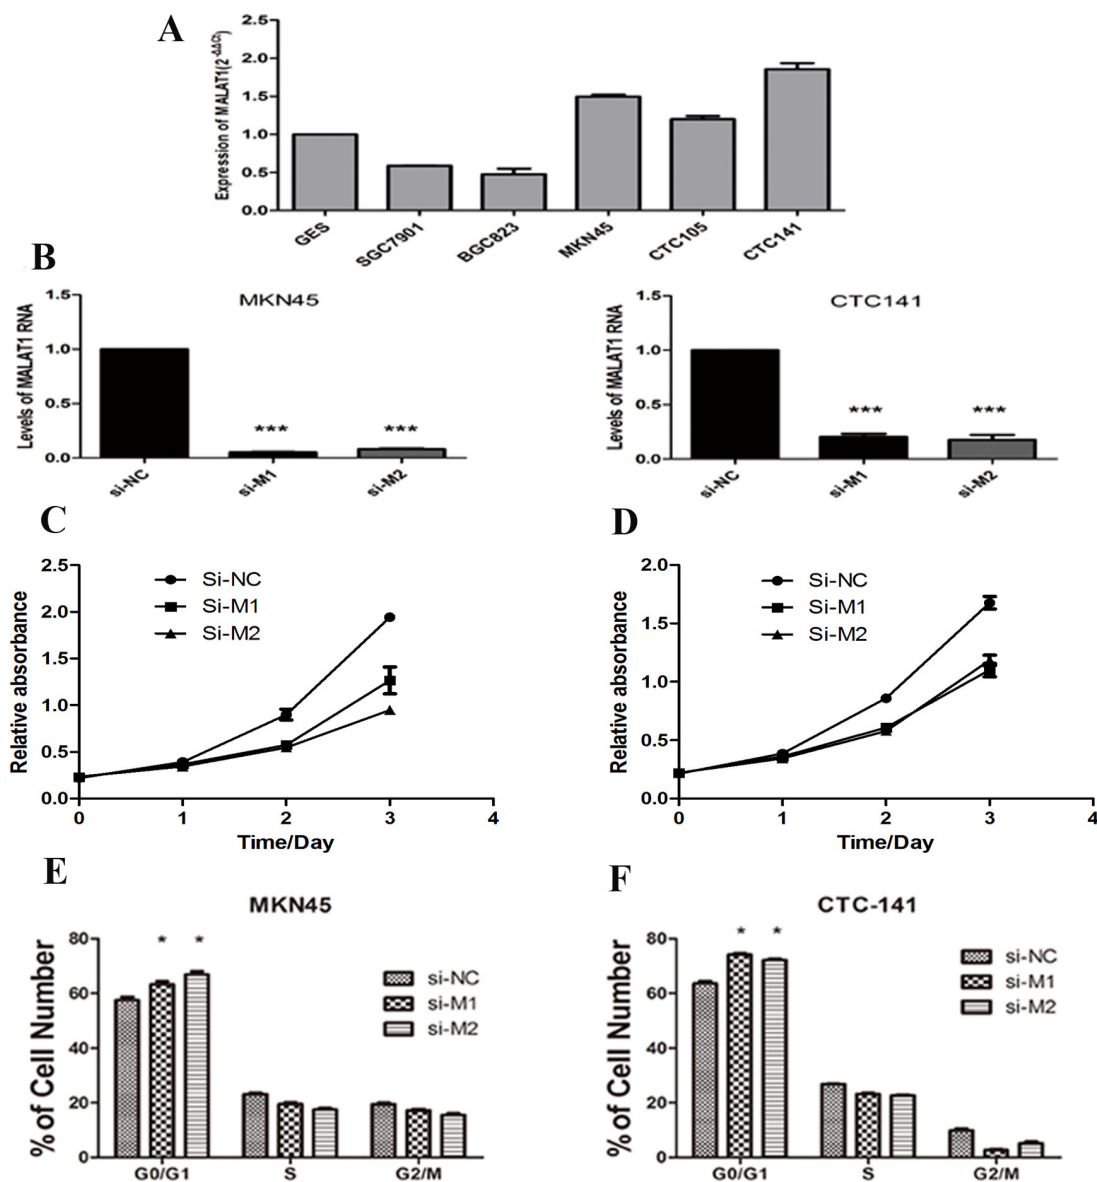 A
Expression of MALAT1(2^-ΔΔCt)
2.5
2.0
1.5
1.0
0.5
0.0
GES
SGC7901
BGC823
MKN45
CTC105
CTC141
B
MKN45
Levels of MALAT1 RNA
1.5
1.0
0.5
0.0
***
***
si-NC
si-M1
si-M2
CTC141
Levels of MALAT1 RNA
1.5
1.0
0.5
0.0
***
***
si-NC
si-M1
si-M2
C
Relative absorbance
2.5
2.0
1.5
1.0
0.5
0.0
Si-NC
Si-M1
Si-M2
0 1 2 3 4
Time/Day
D
Relative absorbance
2.0
1.5
1.0
0.5
0.0
Si-NC
Si-M1
Si-M2
0 1 2 3 4
Time/Day
E
MKN45
% of Cell Number
80
60
40
20
0
* *
si-NC
si-M1
si-M2
G0/G1 S G2/M
F
CTC-141
% of Cell Number
80
60
40
20
0
* *
si-NC
si-M1
si-M2
G0/G1 S G2/M